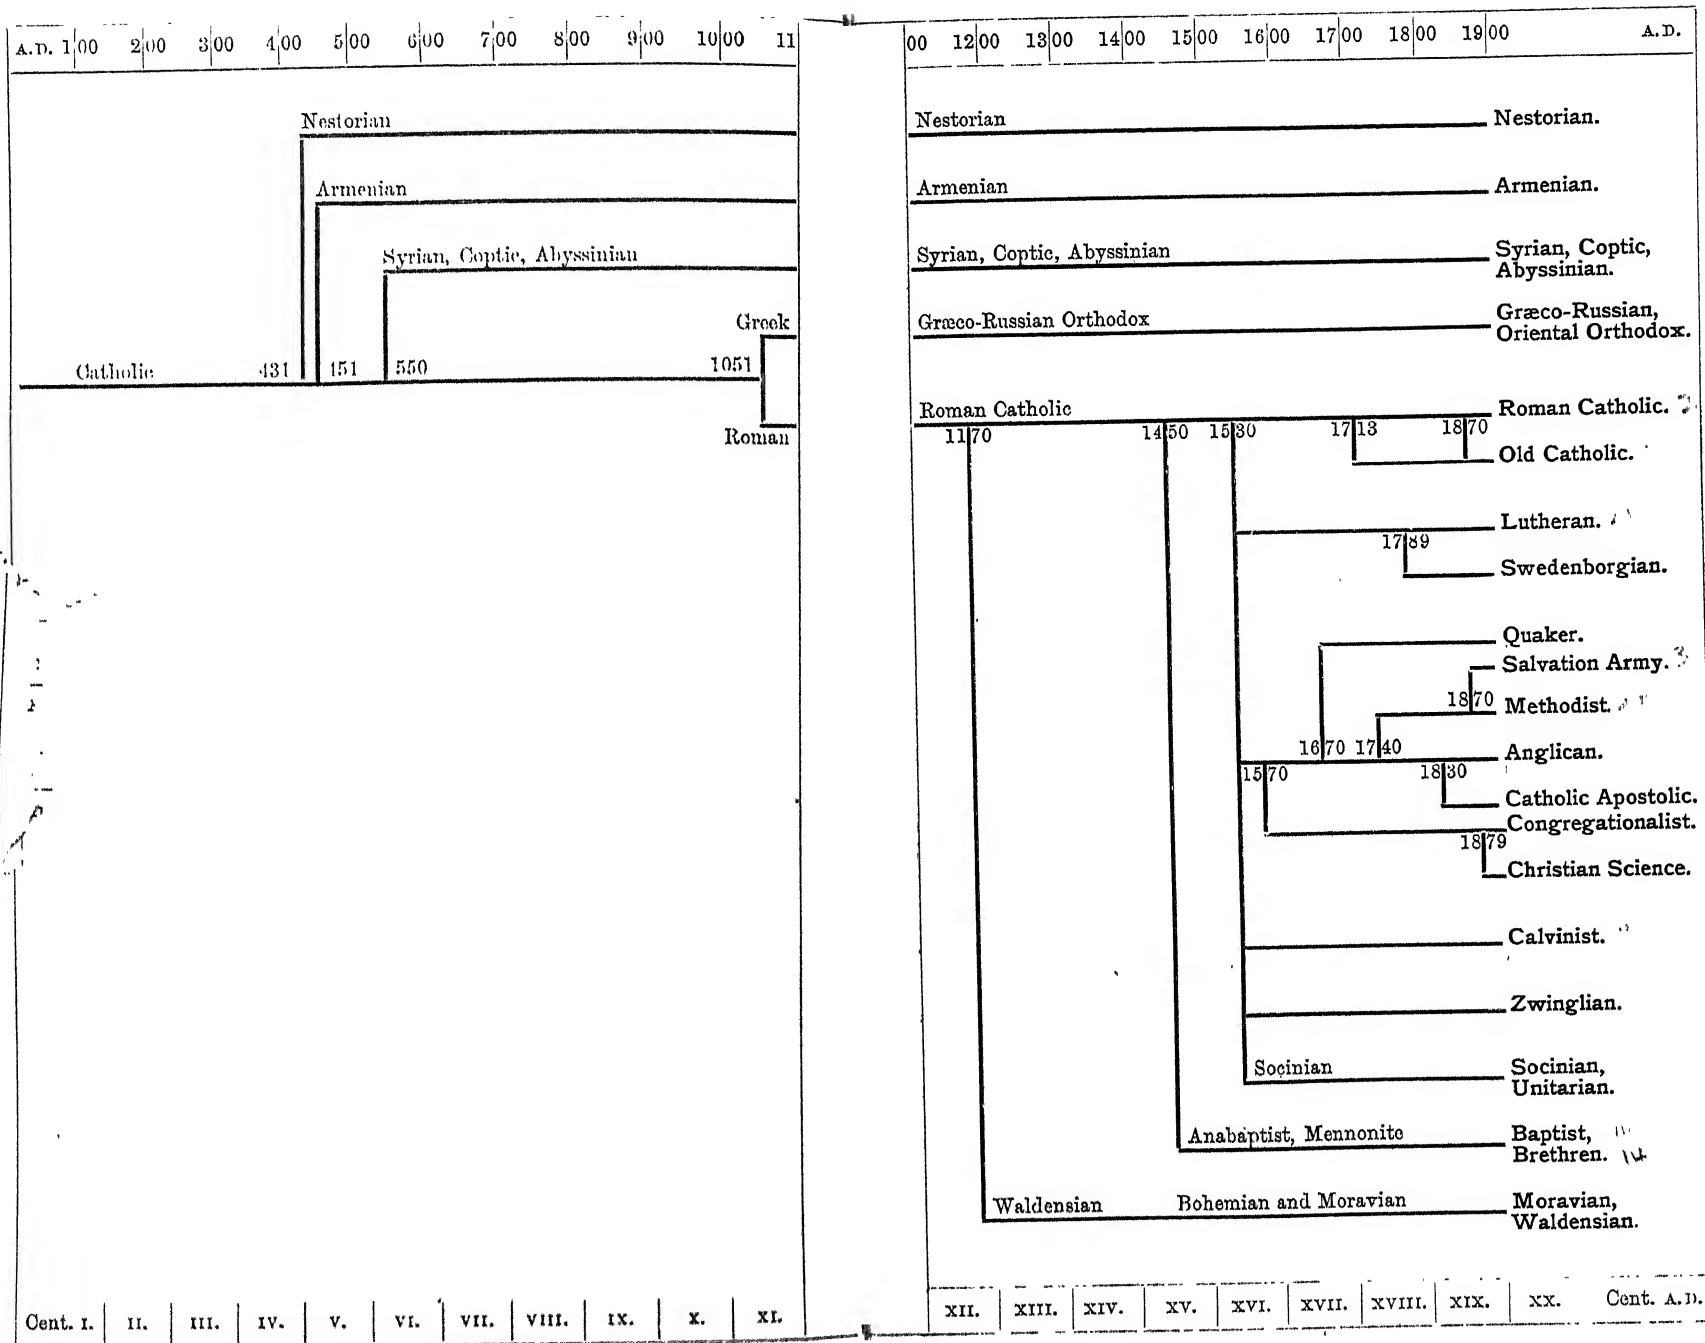 A.D. 100 200 300 400 500 600 700 800 900 1000 11
Nestorian
Armenian
Syrian, Coptic, Abyssinian
Greek
Catholic 431 451 550 1051
Roman
Cent. I. II. III. IV. V. VI. VII. VIII. IX. X. XI.
00 1200 1300 1400 1500 1600 1700 1800 1900 A.D.
Nestorian Nestorian.
Armenian Armenian.
Syrian, Coptic, Abyssinian Syrian, Coptic,
Abyssinian.
Græco-Russian Orthodox Græco-Russian,
Oriental Orthodox.
Roman Catholic Roman Catholic.
1170 1450 1530 1713 1870
Old Catholic.
Lutheran.
1789
Swedenborgian.
Quaker.
Salvation Army.
1870 Methodist.
1670 1740 Anglican.
1570 1830
Catholic Apostolic.
Congregationalist.
1879
Christian Science.
Calvinist.
Zwinglian.
Socinian Socinian,
Unitarian.
Anabaptist, Mennonite Baptist,
Brethren.
Waldensian Bohemian and Moravian Moravian,
Waldensian.
XII. XIII. XIV. XV. XVI. XVII. XVIII. XIX. XX. Cent. A.D.